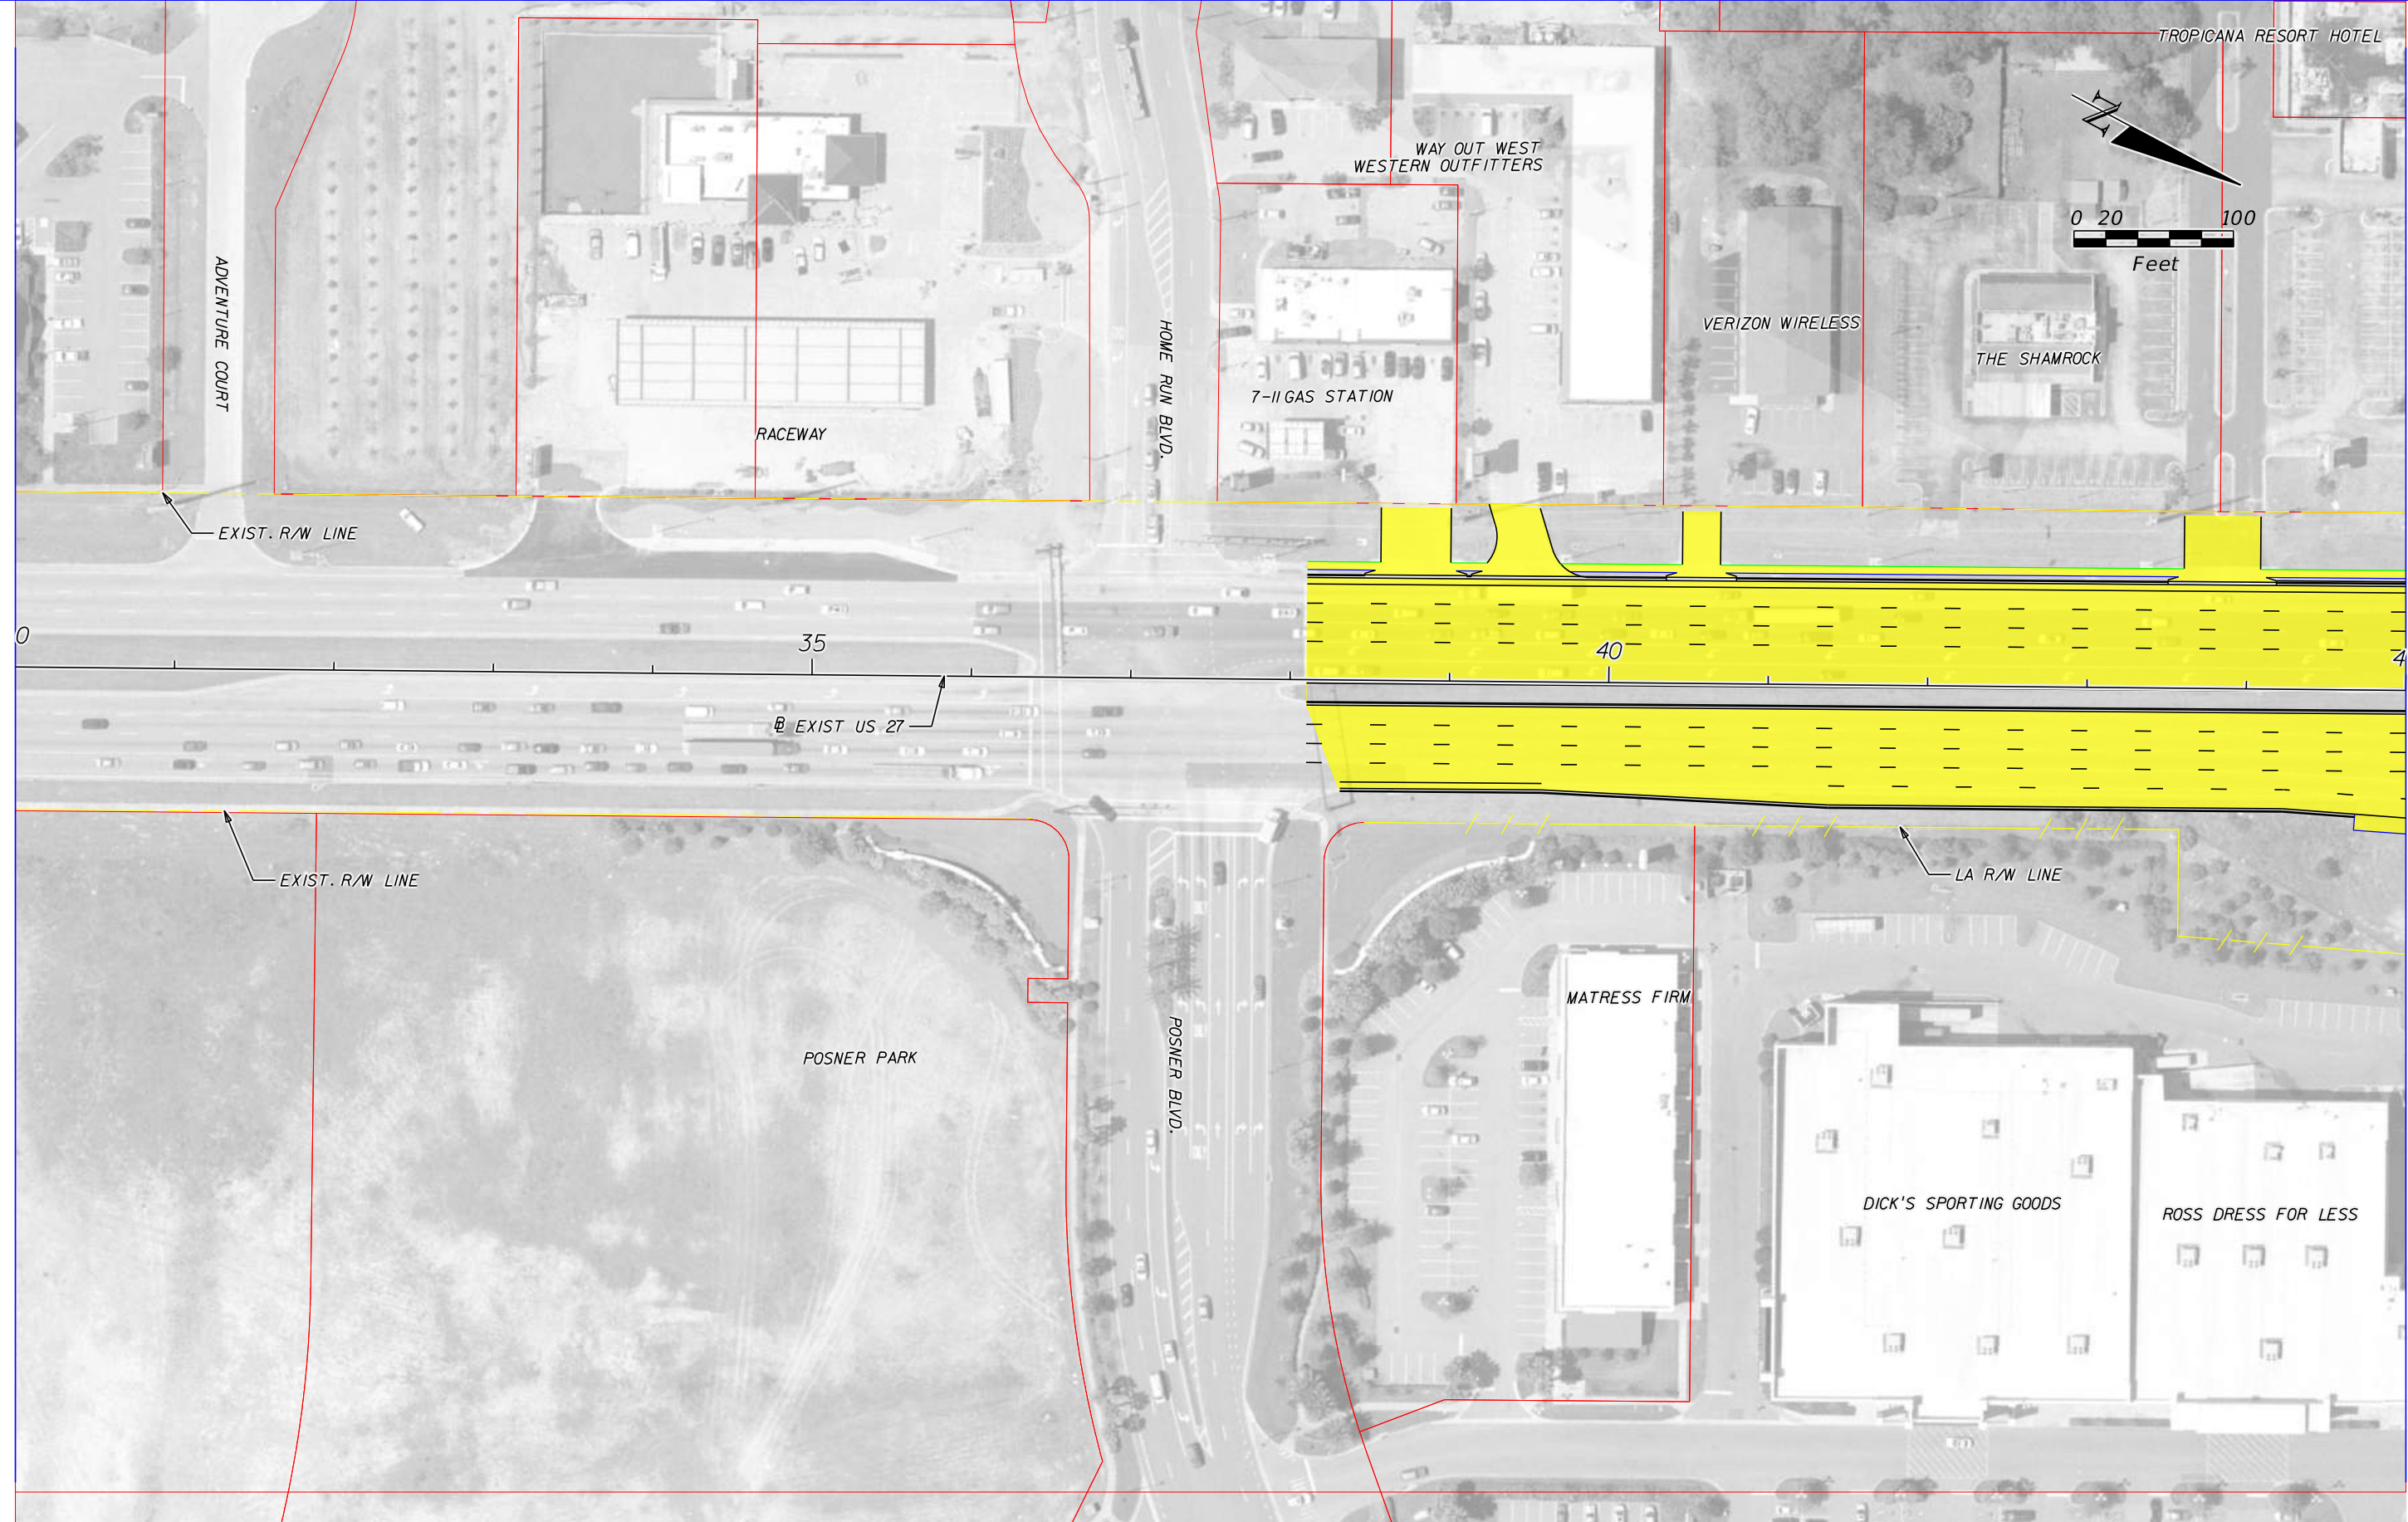 TROPICANA RESORT HOTEL
N
WAY OUT WEST
WESTERN OUTFITTERS
0 20 100
Feet
ADVENTURE COURT
HOME RUN BLVD.
VERIZON WIRELESS
THE SHAMROCK
7-11 GAS STATION
RACEWAY
EXIST. R/W LINE
0
35
40
4
B EXIST US 27
EXIST. R/W LINE
LA R/W LINE
MATRESS FIRM
POSNER PARK
POSNER BLVD.
DICK'S SPORTING GOODS
ROSS DRESS FOR LESS